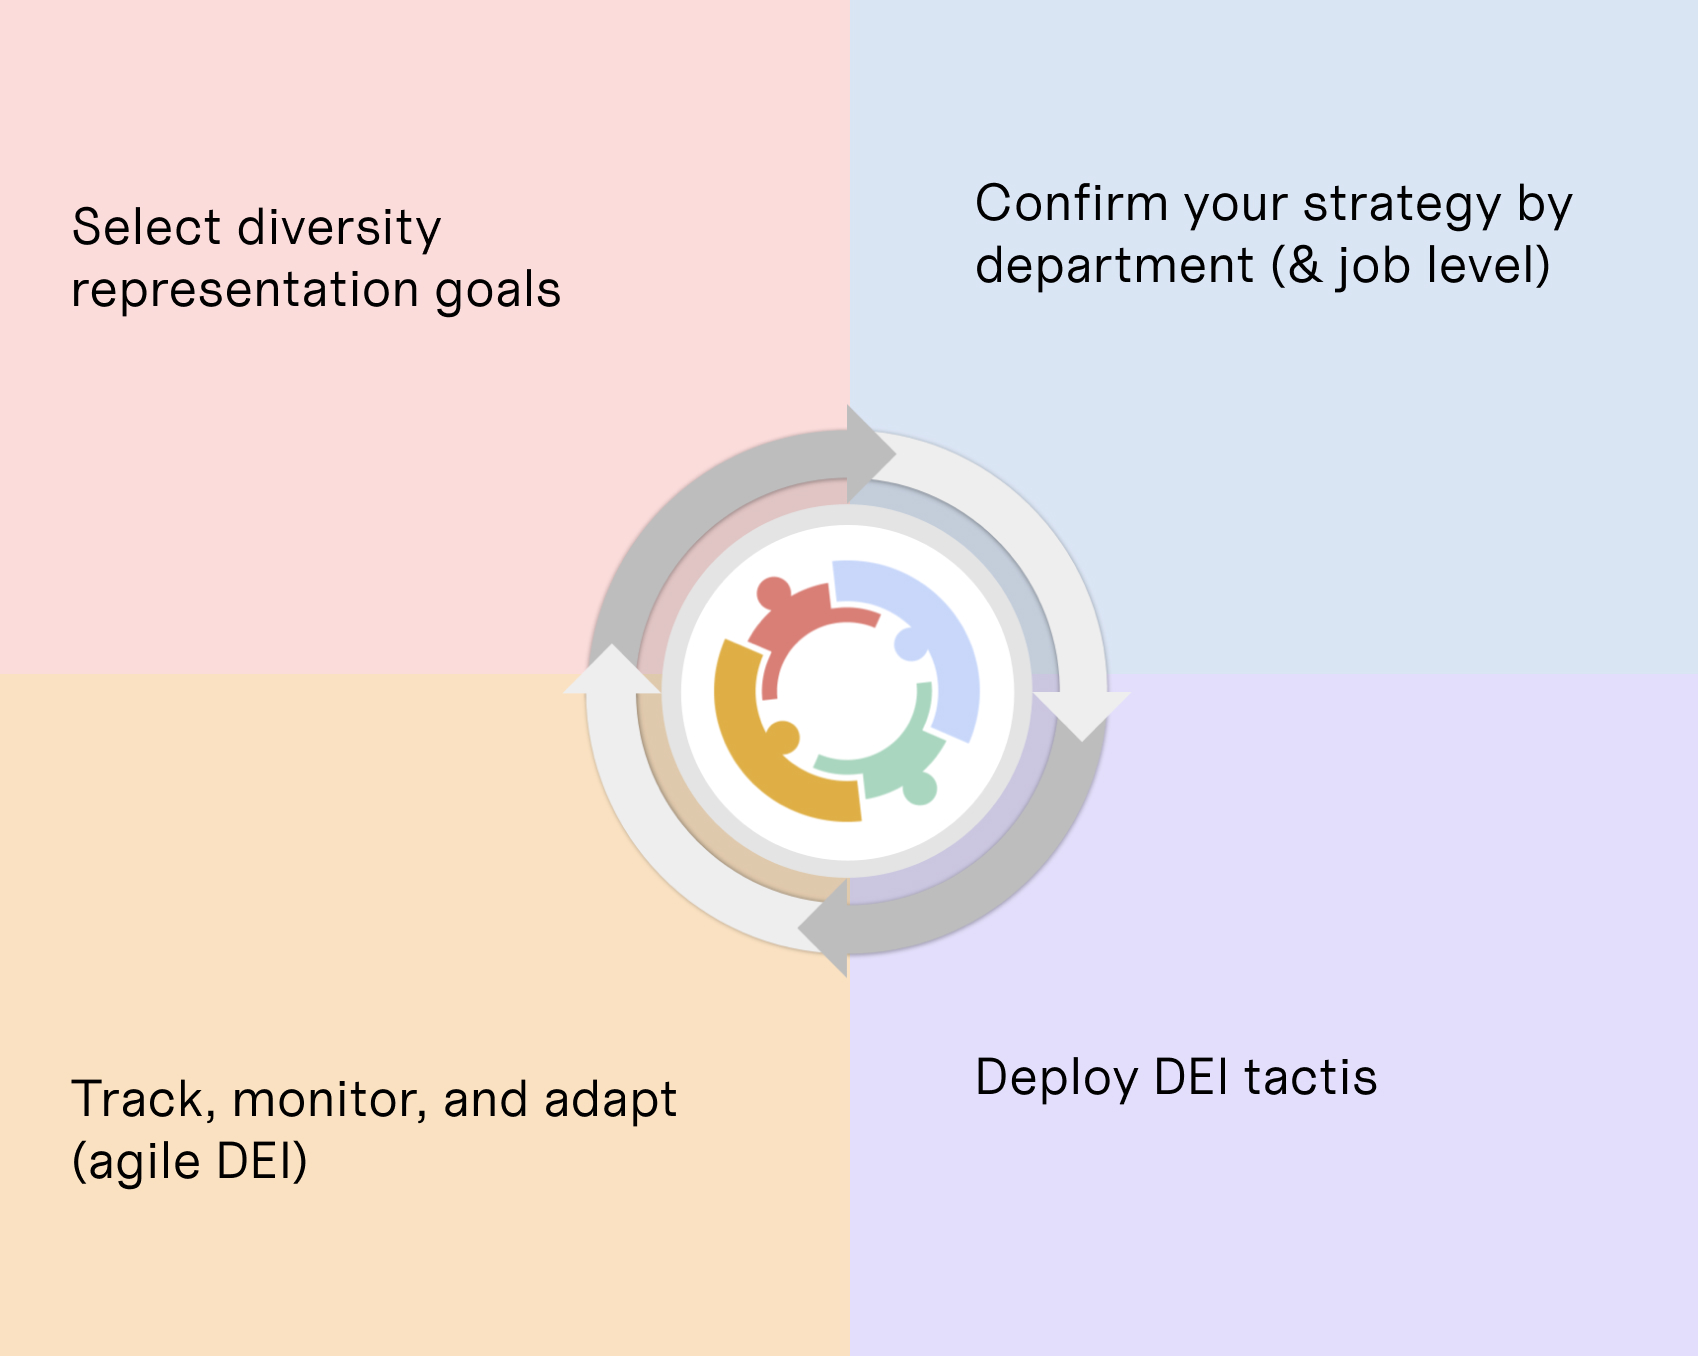 Select diversity
representation goals
Confirm your strategy by
department (& job level)
Track, monitor, and adapt
(agile DEI)
Deploy DEI tactis